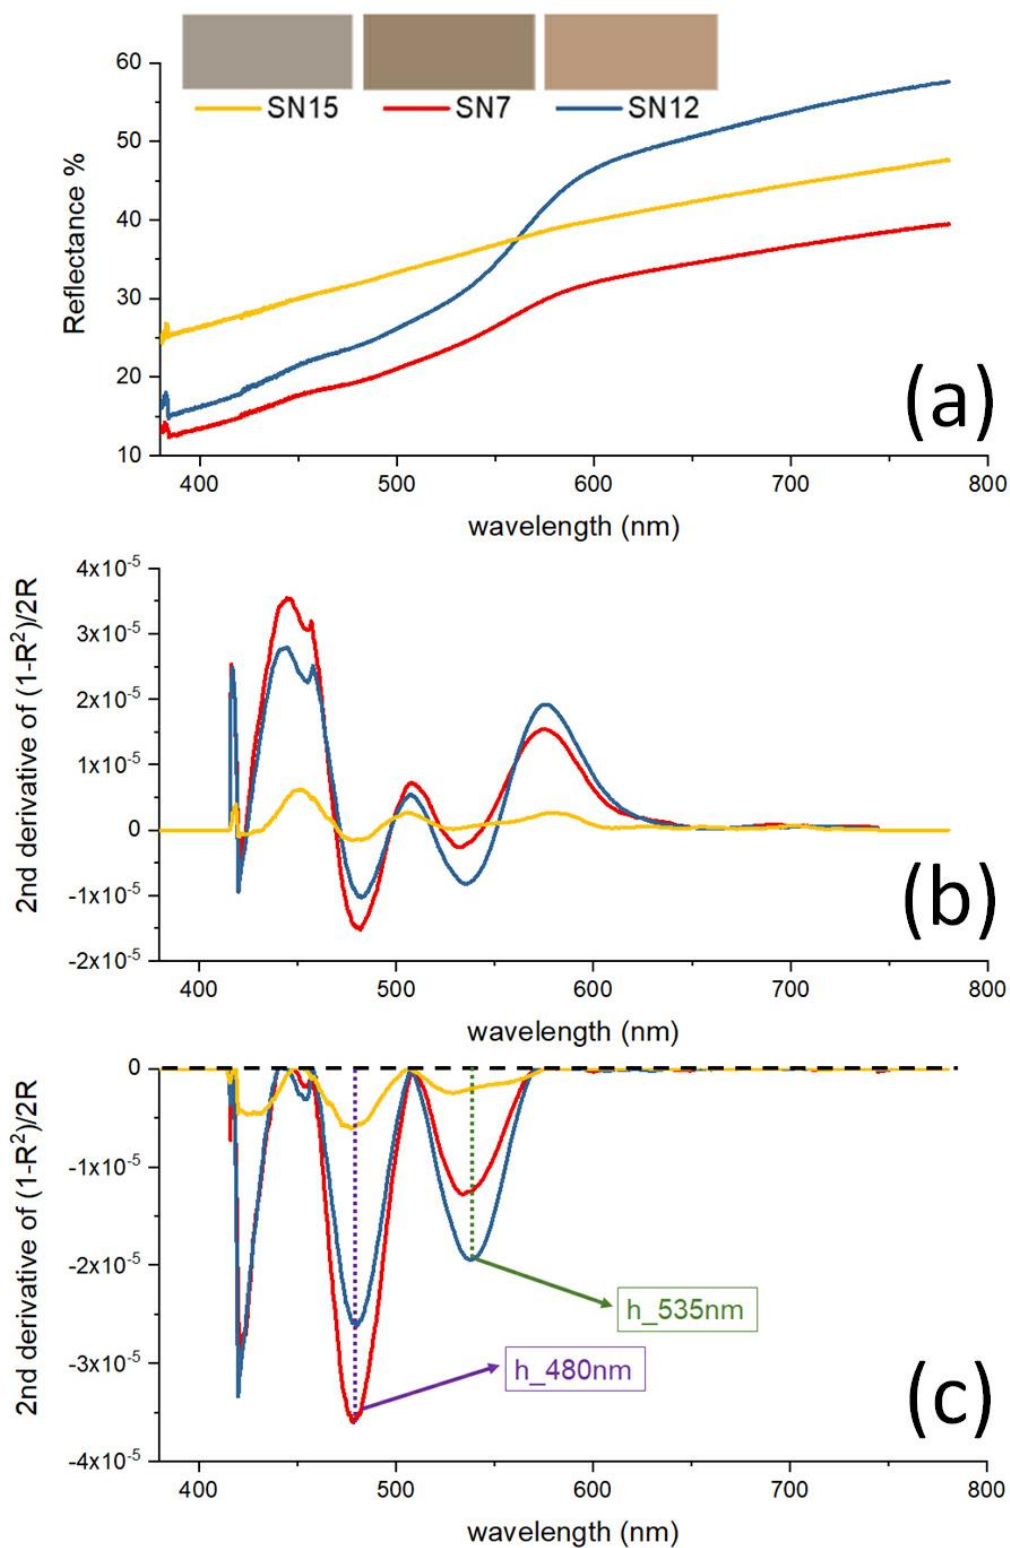 SN15 SN7 SN12
60
50
40
30
20
10
Reflectance %
400 500 600 700 800
wavelength (nm)
(a)
4x10⁻⁵
3x10⁻⁵
2x10⁻⁵
1x10⁻⁵
0
-1x10⁻⁵
-2x10⁻⁵
2nd derivative of (1-R²)/2R
400 500 600 700 800
wavelength (nm)
(b)
0
-1x10⁻⁵
-2x10⁻⁵
-3x10⁻⁵
-4x10⁻⁵
2nd derivative of (1-R²)/2R
h_535nm
h_480nm
400 500 600 700 800
wavelength (nm)
(c)